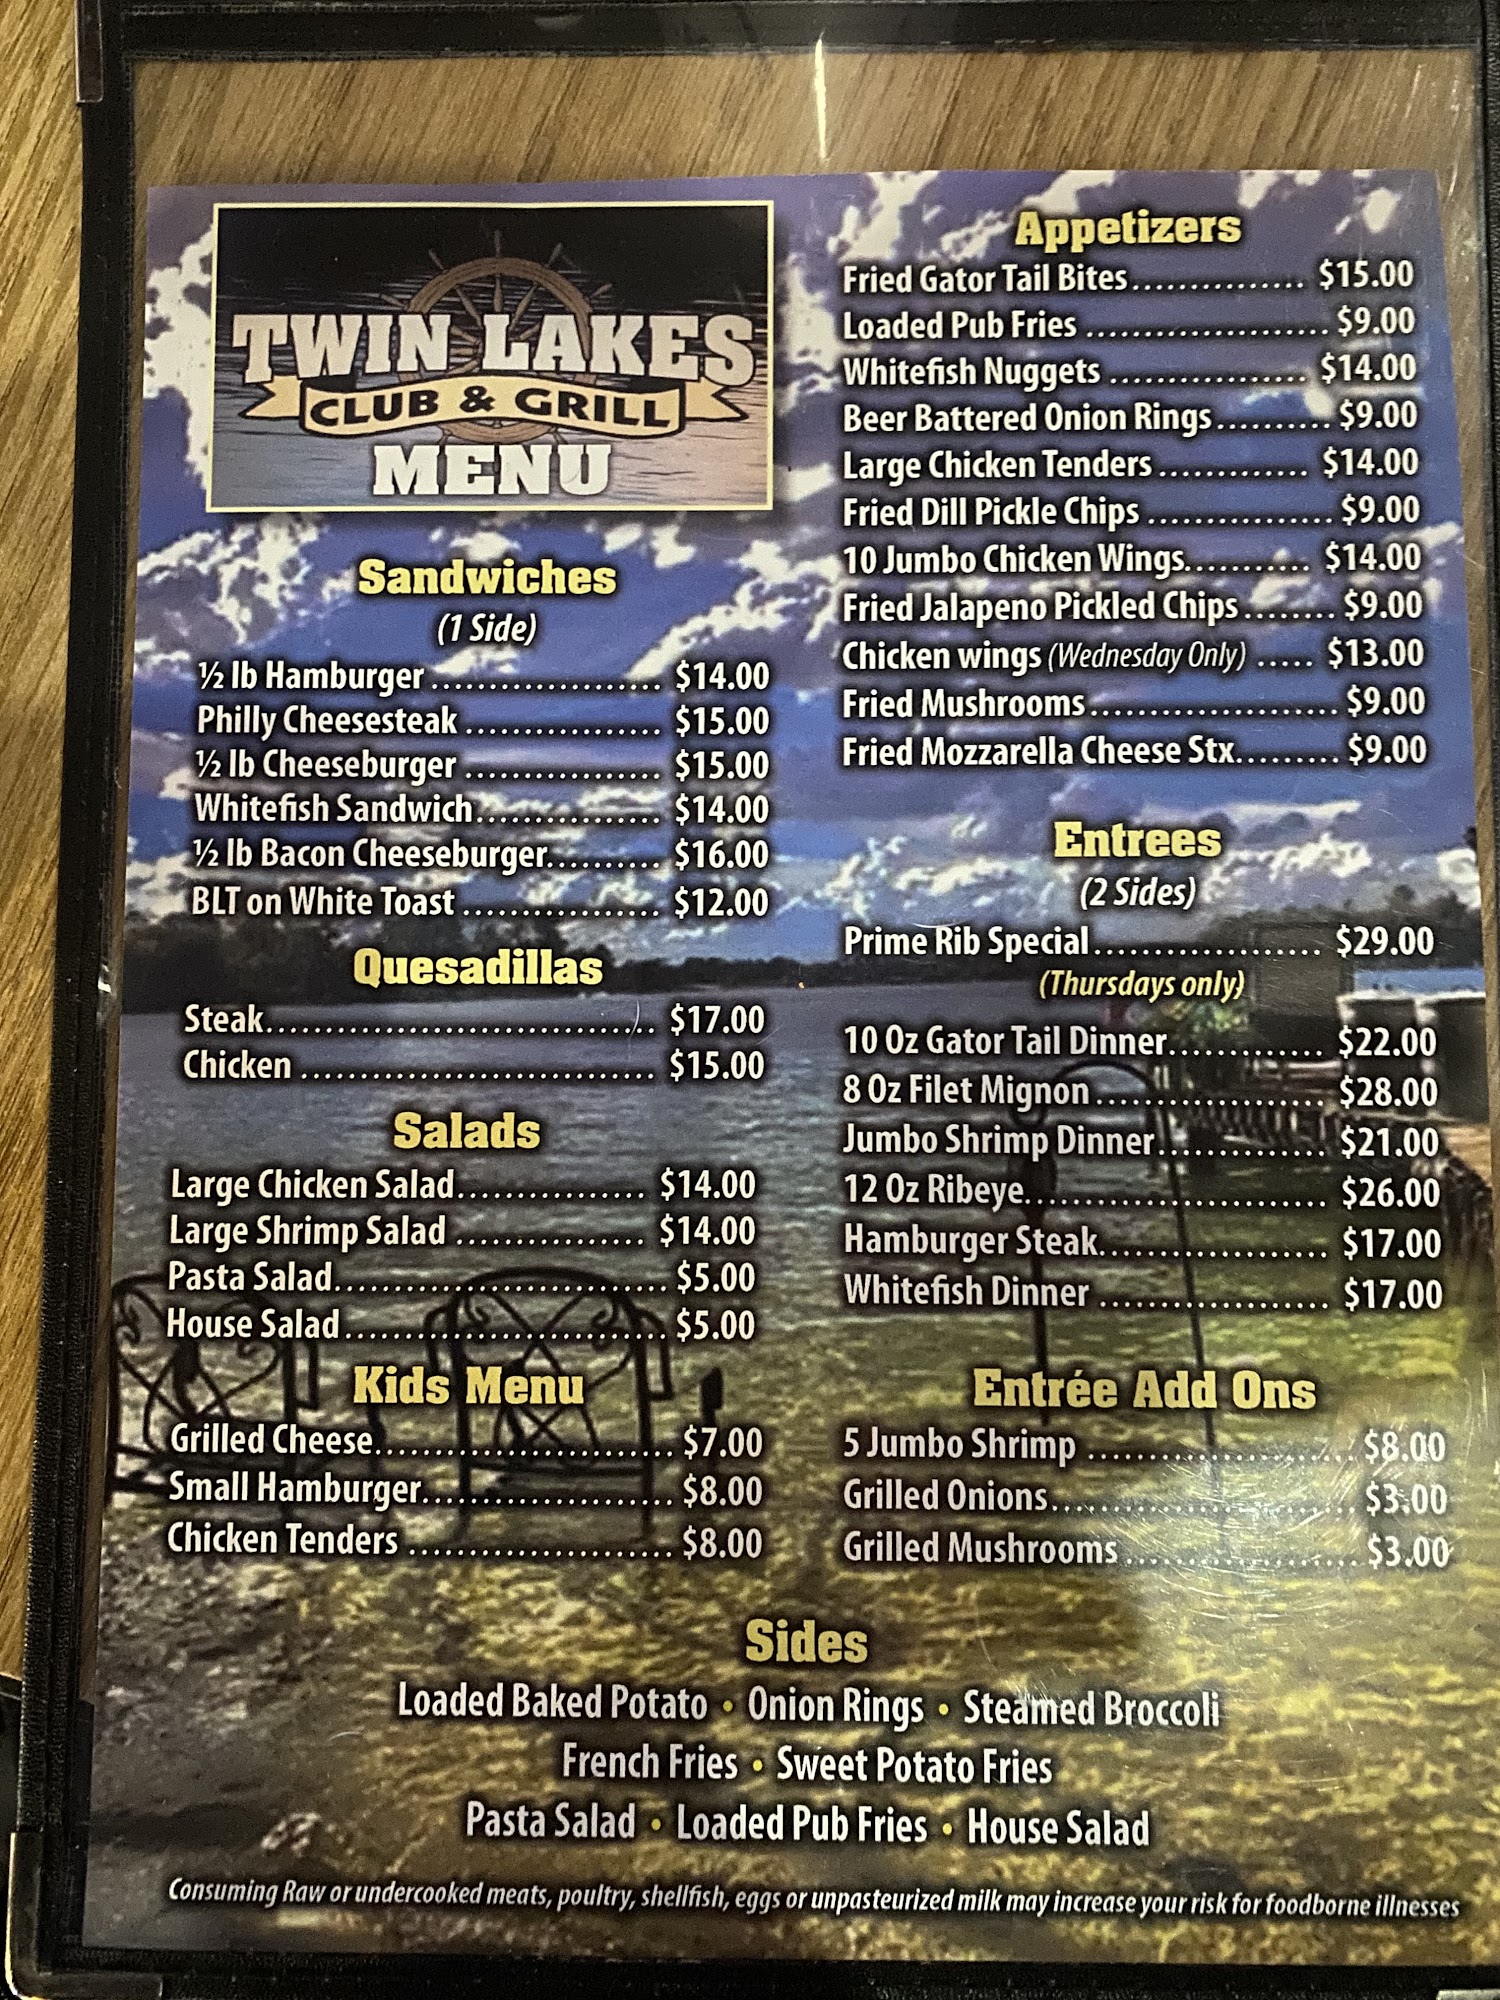 TWIN LAKES
CLUB & GRILL
MENU
Sandwiches
(1 Side)
½ lb Hamburger .................... $14.00
Philly Cheesesteak ................. $15.00
½ lb Cheeseburger ................. $15.00
Whitefish Sandwich................ $14.00
½ lb Bacon Cheeseburger.......... $16.00
BLT on White Toast ................. $12.00
Quesadillas
Steak.................................. $17.00
Chicken ............................... $15.00
Salads
Large Chicken Salad................ $14.00
Large Shrimp Salad ................ $14.00
Pasta Salad............................. $5.00
House Salad............................ $5.00
Kids Menu
Grilled Cheese.......................... $7.00
Small Hamburger...................... $8.00
Chicken Tenders ....................... $8.00
Appetizers
Fried Gator Tail Bites............... $15.00
Loaded Pub Fries ..................... $9.00
Whitefish Nuggets ................. $14.00
Beer Battered Onion Rings.......... $9.00
Large Chicken Tenders............. $14.00
Fried Dill Pickle Chips ................ $9.00
10 Jumbo Chicken Wings........... $14.00
Fried Jalapeno Pickled Chips........ $9.00
Chicken wings (Wednesday Only) ..... $13.00
Fried Mushrooms..................... $9.00
Fried Mozzarella Cheese Stx......... $9.00
Entrees
(2 Sides)
Prime Rib Special.................... $29.00
(Thursdays only)
10 Oz Gator Tail Dinner............. $22.00
8 Oz Filet Mignon.................... $28.00
Jumbo Shrimp Dinner.............. $21.00
12 Oz Ribeye.......................... $26.00
Hamburger Steak.................... $17.00
Whitefish Dinner .................... $17.00
Entrée Add Ons
5 Jumbo Shrimp ........................ $8.00
Grilled Onions........................... $3.00
Grilled Mushrooms.................... $3.00
Sides
Loaded Baked Potato • Onion Rings • Steamed Broccoli
French Fries • Sweet Potato Fries
Pasta Salad • Loaded Pub Fries • House Salad
Consuming Raw or undercooked meats, poultry, shellfish, eggs or unpasteurized milk may increase your risk for foodborne illnesses